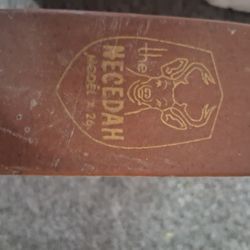 the
NECEDAH
MODEL X 26